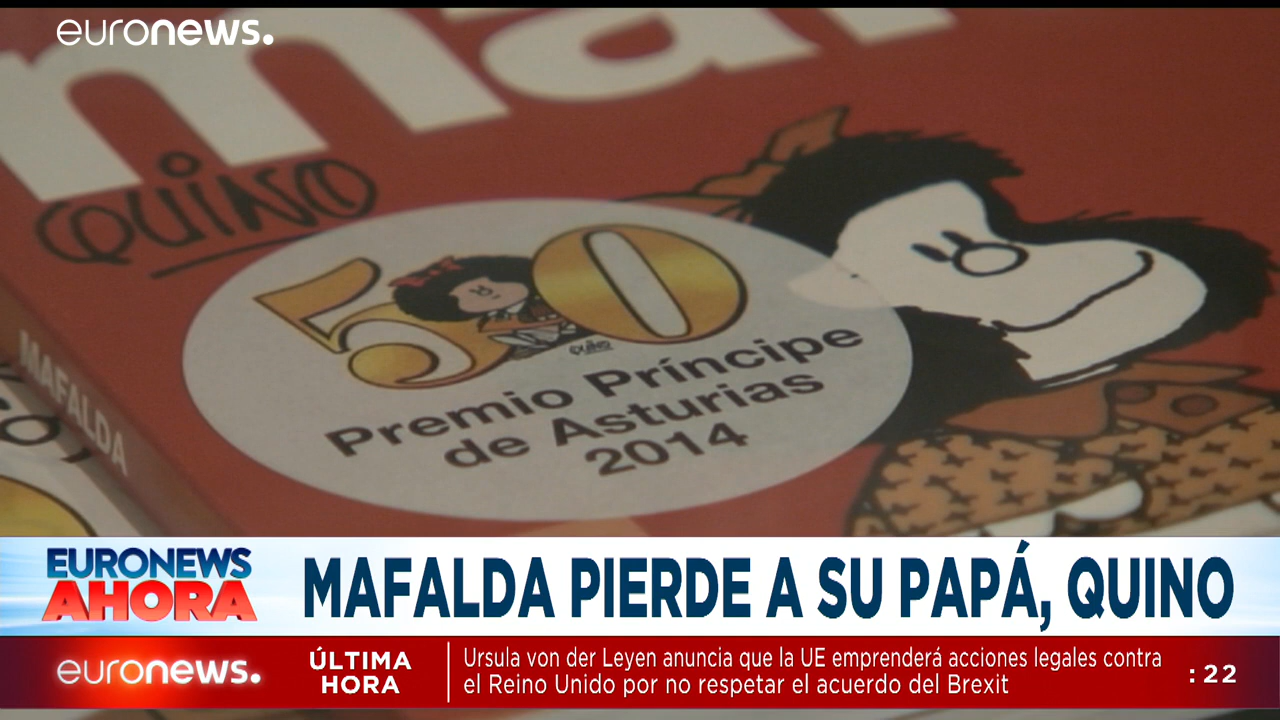 euronews.
QUINO
50
QUINO
Premio Príncipe
de Asturias
2014
MAFALDA
EURONEWS
AHORA
MAFALDA PIERDE A SU PAPÁ, QUINO
euronews.
ÚLTIMA
HORA
Ursula von der Leyen anuncia que la UE emprenderá acciones legales contra
el Reino Unido por no respetar el acuerdo del Brexit
:22